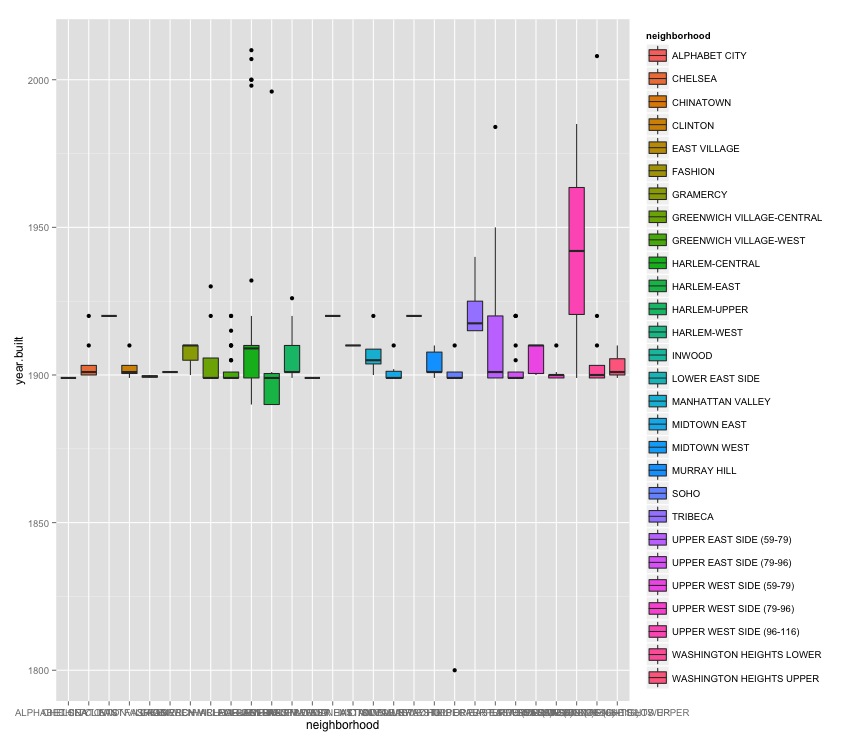 neighborhood
ALPHABET CITY
CHELSEA
CHINATOWN
CLINTON
EAST VILLAGE
FASHION
GRAMERCY
GREENWICH VILLAGE-CENTRAL
GREENWICH VILLAGE-WEST
HARLEM-CENTRAL
HARLEM-EAST
HARLEM-UPPER
HARLEM-WEST
INWOOD
LOWER EAST SIDE
MANHATTAN VALLEY
MIDTOWN EAST
MIDTOWN WEST
MURRAY HILL
SOHO
TRIBECA
UPPER EAST SIDE (59-79)
UPPER EAST SIDE (79-96)
UPPER WEST SIDE (59-79)
UPPER WEST SIDE (79-96)
UPPER WEST SIDE (96-116)
WASHINGTON HEIGHTS LOWER
WASHINGTON HEIGHTS UPPER
2000
1950
1900
1850
1800
year.built
neighborhood